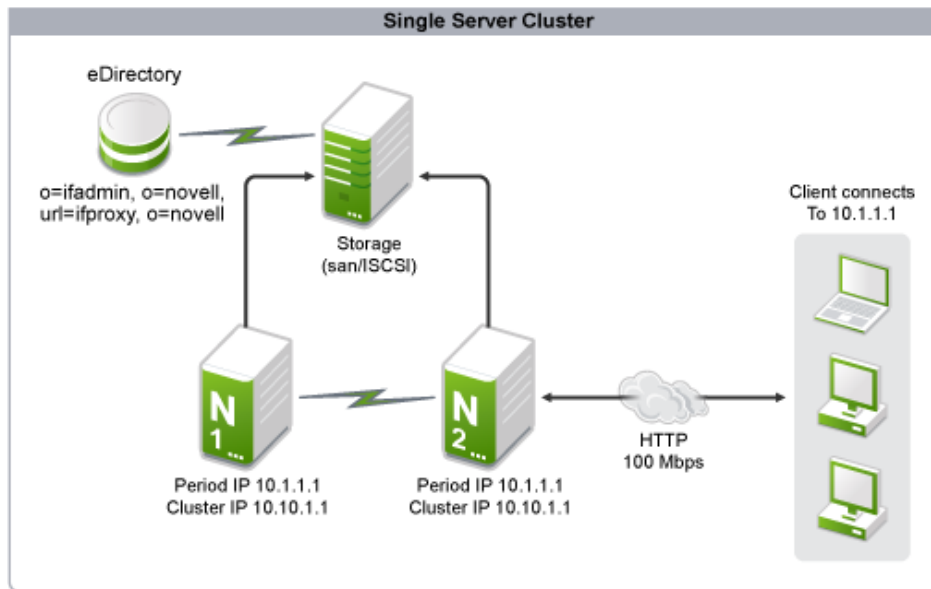 Single Server Cluster
eDirectory
o=ifadmin, o=novell,
url=ifproxy, o=novell
Storage
(san/ISCSI)
Client connects
To 10.1.1.1
N
1
N
2
HTTP
100 Mbps
Period IP 10.1.1.1
Cluster IP 10.10.1.1
Period IP 10.1.1.1
Cluster IP 10.10.1.1